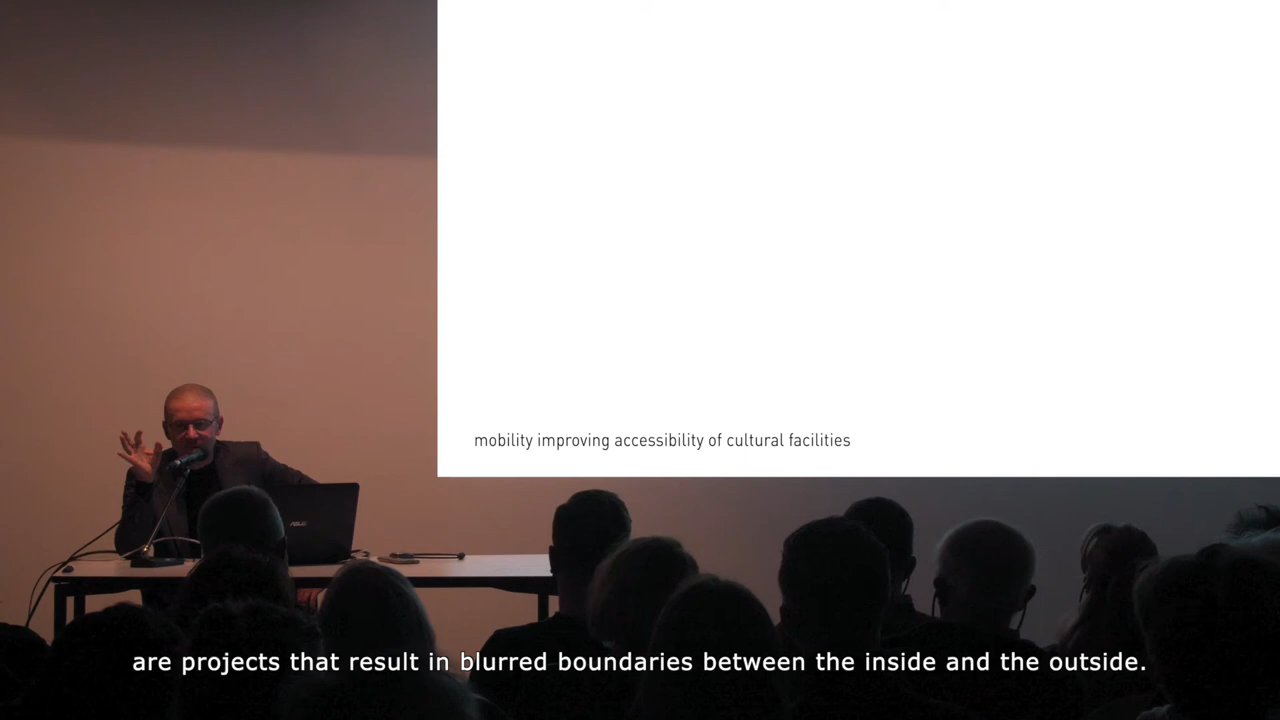 mobility improving accessibility of cultural facilities
ASUS
are projects that result in blurred boundaries between the inside and the outside.